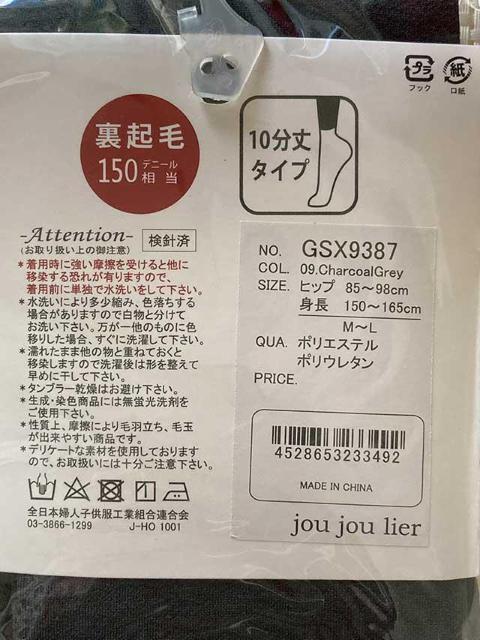 プラ
フック
紙
口紙
裏起毛
150デニール相当
10分丈
タイプ
-Attention-
(お取り扱い上の御注意)
検針済
*着用時に強い摩擦を受けると他に
移染する恐れが有りますので、
着用前に単独で水洗いをして下さい。
*水洗いにより多少縮み、色落ちする
場合がありますので白物と分けて
お洗い下さい。万が一他のものに色
移りした場合、すぐに洗濯して下さい。
*濡れたまま他の物と重ねておくと
移染しますので洗濯後は形を整えて
早めに干して下さい。
*タンブラー乾燥はお避け下さい。
*生成・染色商品には無蛍光洗剤を
ご使用下さい。
*性質上、摩擦により毛羽立ち、毛玉
が出来やすい商品です。
*デリケートな素材を使用しております
ので、お取扱いには十分ご注意下さい。
全日本婦人子供服工業組合連合会
03-3866-1299 J-HO 1001
NO. GSX9387
COL. 09.CharcoalGrey
SIZE. ヒップ 85～98cm
身長 150～165cm
M～L
QUA. ポリエステル
ポリウレタン
PRICE.
4528653233492
MADE IN CHINA
jou jou lier